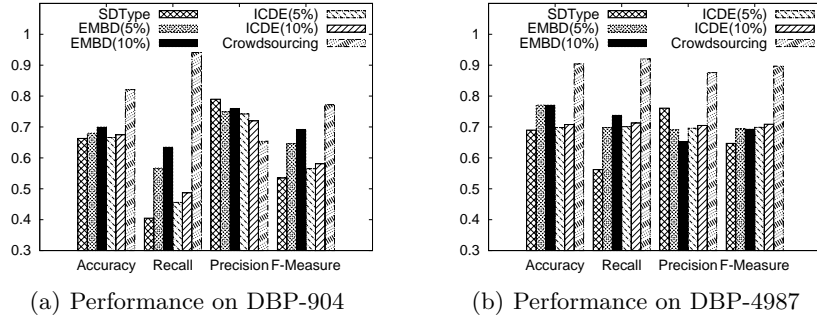 SDType
EMBD(5%)
EMBD(10%)
ICDE(5%)
ICDE(10%)
Crowdsourcing
1
0.9
0.8
0.7
0.6
0.5
0.4
0.3
Accuracy Recall Precision F-Measure
(a) Performance on DBP-904
SDType
EMBD(5%)
EMBD(10%)
ICDE(5%)
ICDE(10%)
Crowdsourcing
1
0.9
0.8
0.7
0.6
0.5
0.4
0.3
Accuracy Recall Precision F-Measure
(b) Performance on DBP-4987